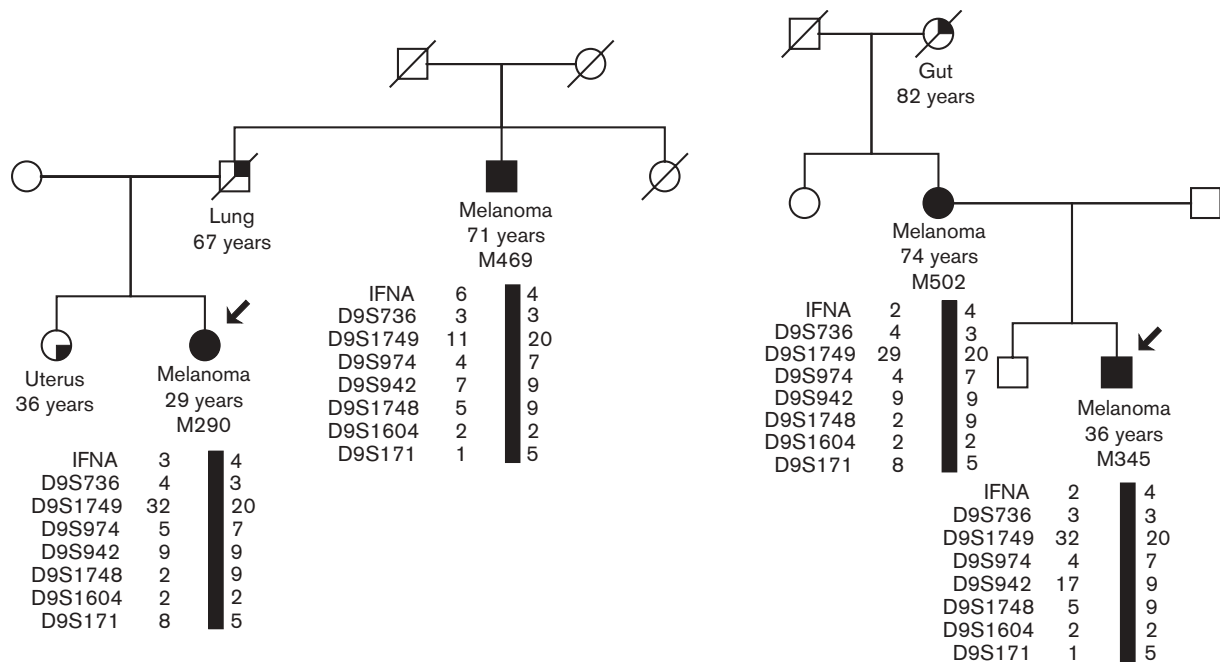 Lung
67 years
Melanoma
71 years
M469
IFNA 6 4
D9S736 3 3
D9S1749 11 20
D9S974 4 7
D9S942 7 9
D9S1748 5 9
D9S1604 2 2
D9S171 1 5
Uterus
36 years
Melanoma
29 years
M290
IFNA 3 4
D9S736 4 3
D9S1749 32 20
D9S974 5 7
D9S942 9 9
D9S1748 2 9
D9S1604 2 2
D9S171 8 5
Gut
82 years
Melanoma
74 years
M502
IFNA 2 4
D9S736 4 3
D9S1749 29 20
D9S974 4 7
D9S942 9 9
D9S1748 2 9
D9S1604 2 2
D9S171 8 5
Melanoma
36 years
M345
IFNA 2 4
D9S736 3 3
D9S1749 32 20
D9S974 4 7
D9S942 17 9
D9S1748 5 9
D9S1604 2 2
D9S171 1 5